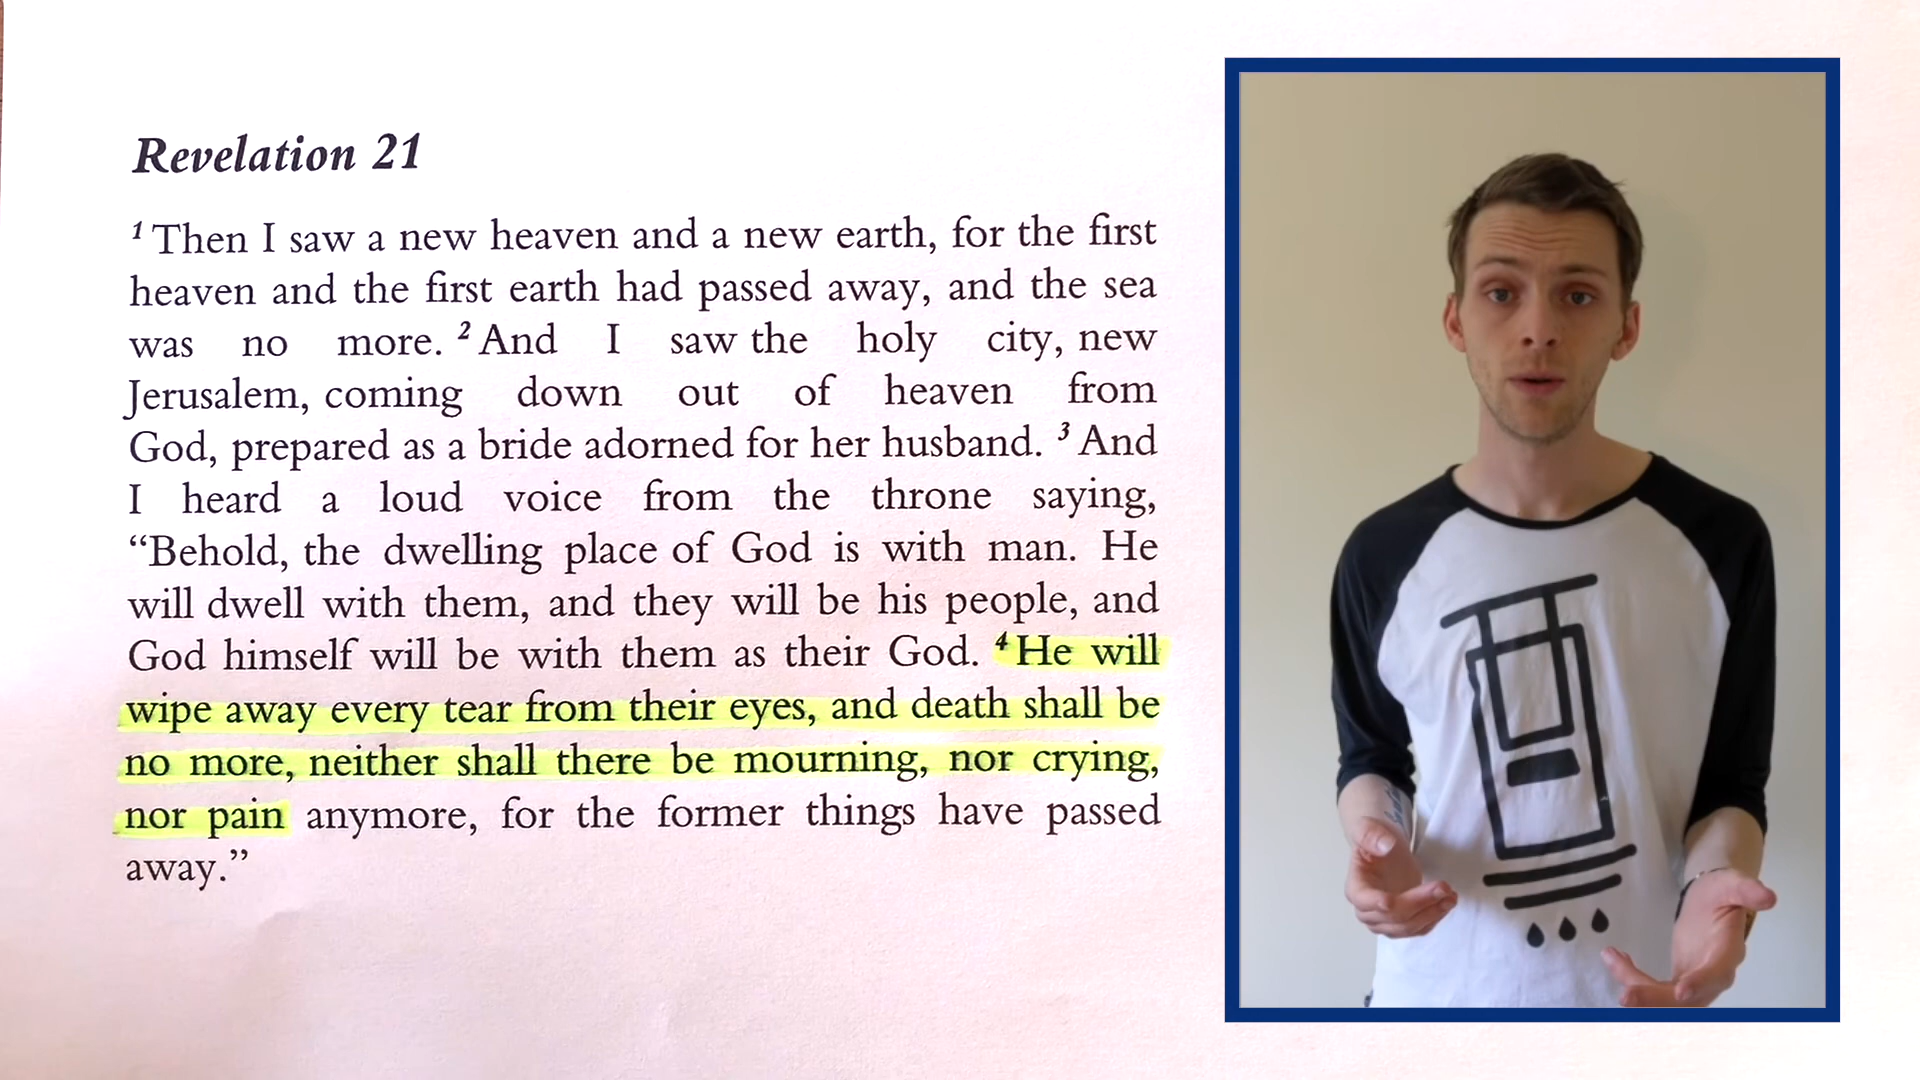 Revelation 21
¹ Then I saw a new heaven and a new earth, for the first
heaven and the first earth had passed away, and the sea
was no more. ² And I saw the holy city, new
Jerusalem, coming down out of heaven from
God, prepared as a bride adorned for her husband. ³ And
I heard a loud voice from the throne saying,
“Behold, the dwelling place of God is with man. He
will dwell with them, and they will be his people, and
God himself will be with them as their God. ⁴ He will
wipe away every tear from their eyes, and death shall be
no more, neither shall there be mourning, nor crying,
nor pain anymore, for the former things have passed
away.”